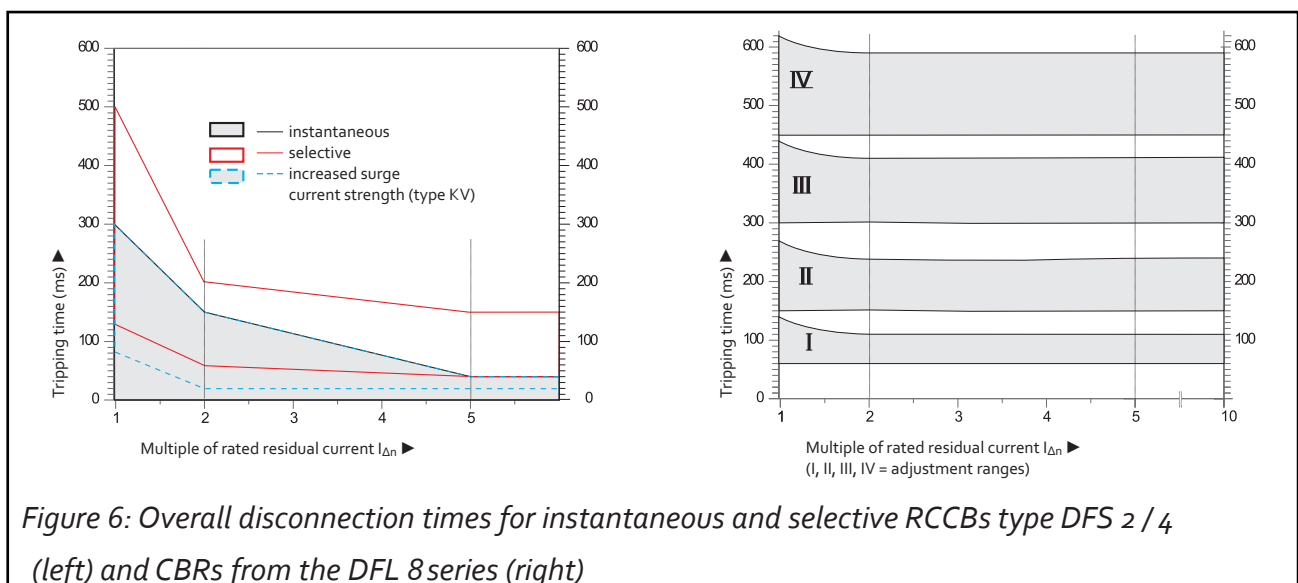 600
500
400
300
200
100
0
Tripping time (ms) ▲
600
500
400
300
200
100
0
1
2
3
4
5
Multiple of rated residual current IΔn ►
instantaneous
selective
increased surge
current strength (type KV)
600
500
400
300
200
100
0
Tripping time (ms) ▲
600
500
400
300
200
100
IV
III
II
I
1
2
3
4
5
10
Multiple of rated residual current IΔn ►
(I, II, III, IV = adjustment ranges)
Figure 6: Overall disconnection times for instantaneous and selective RCCBs type DFS 2 / 4
(left) and CBRs from the DFL 8 series (right)